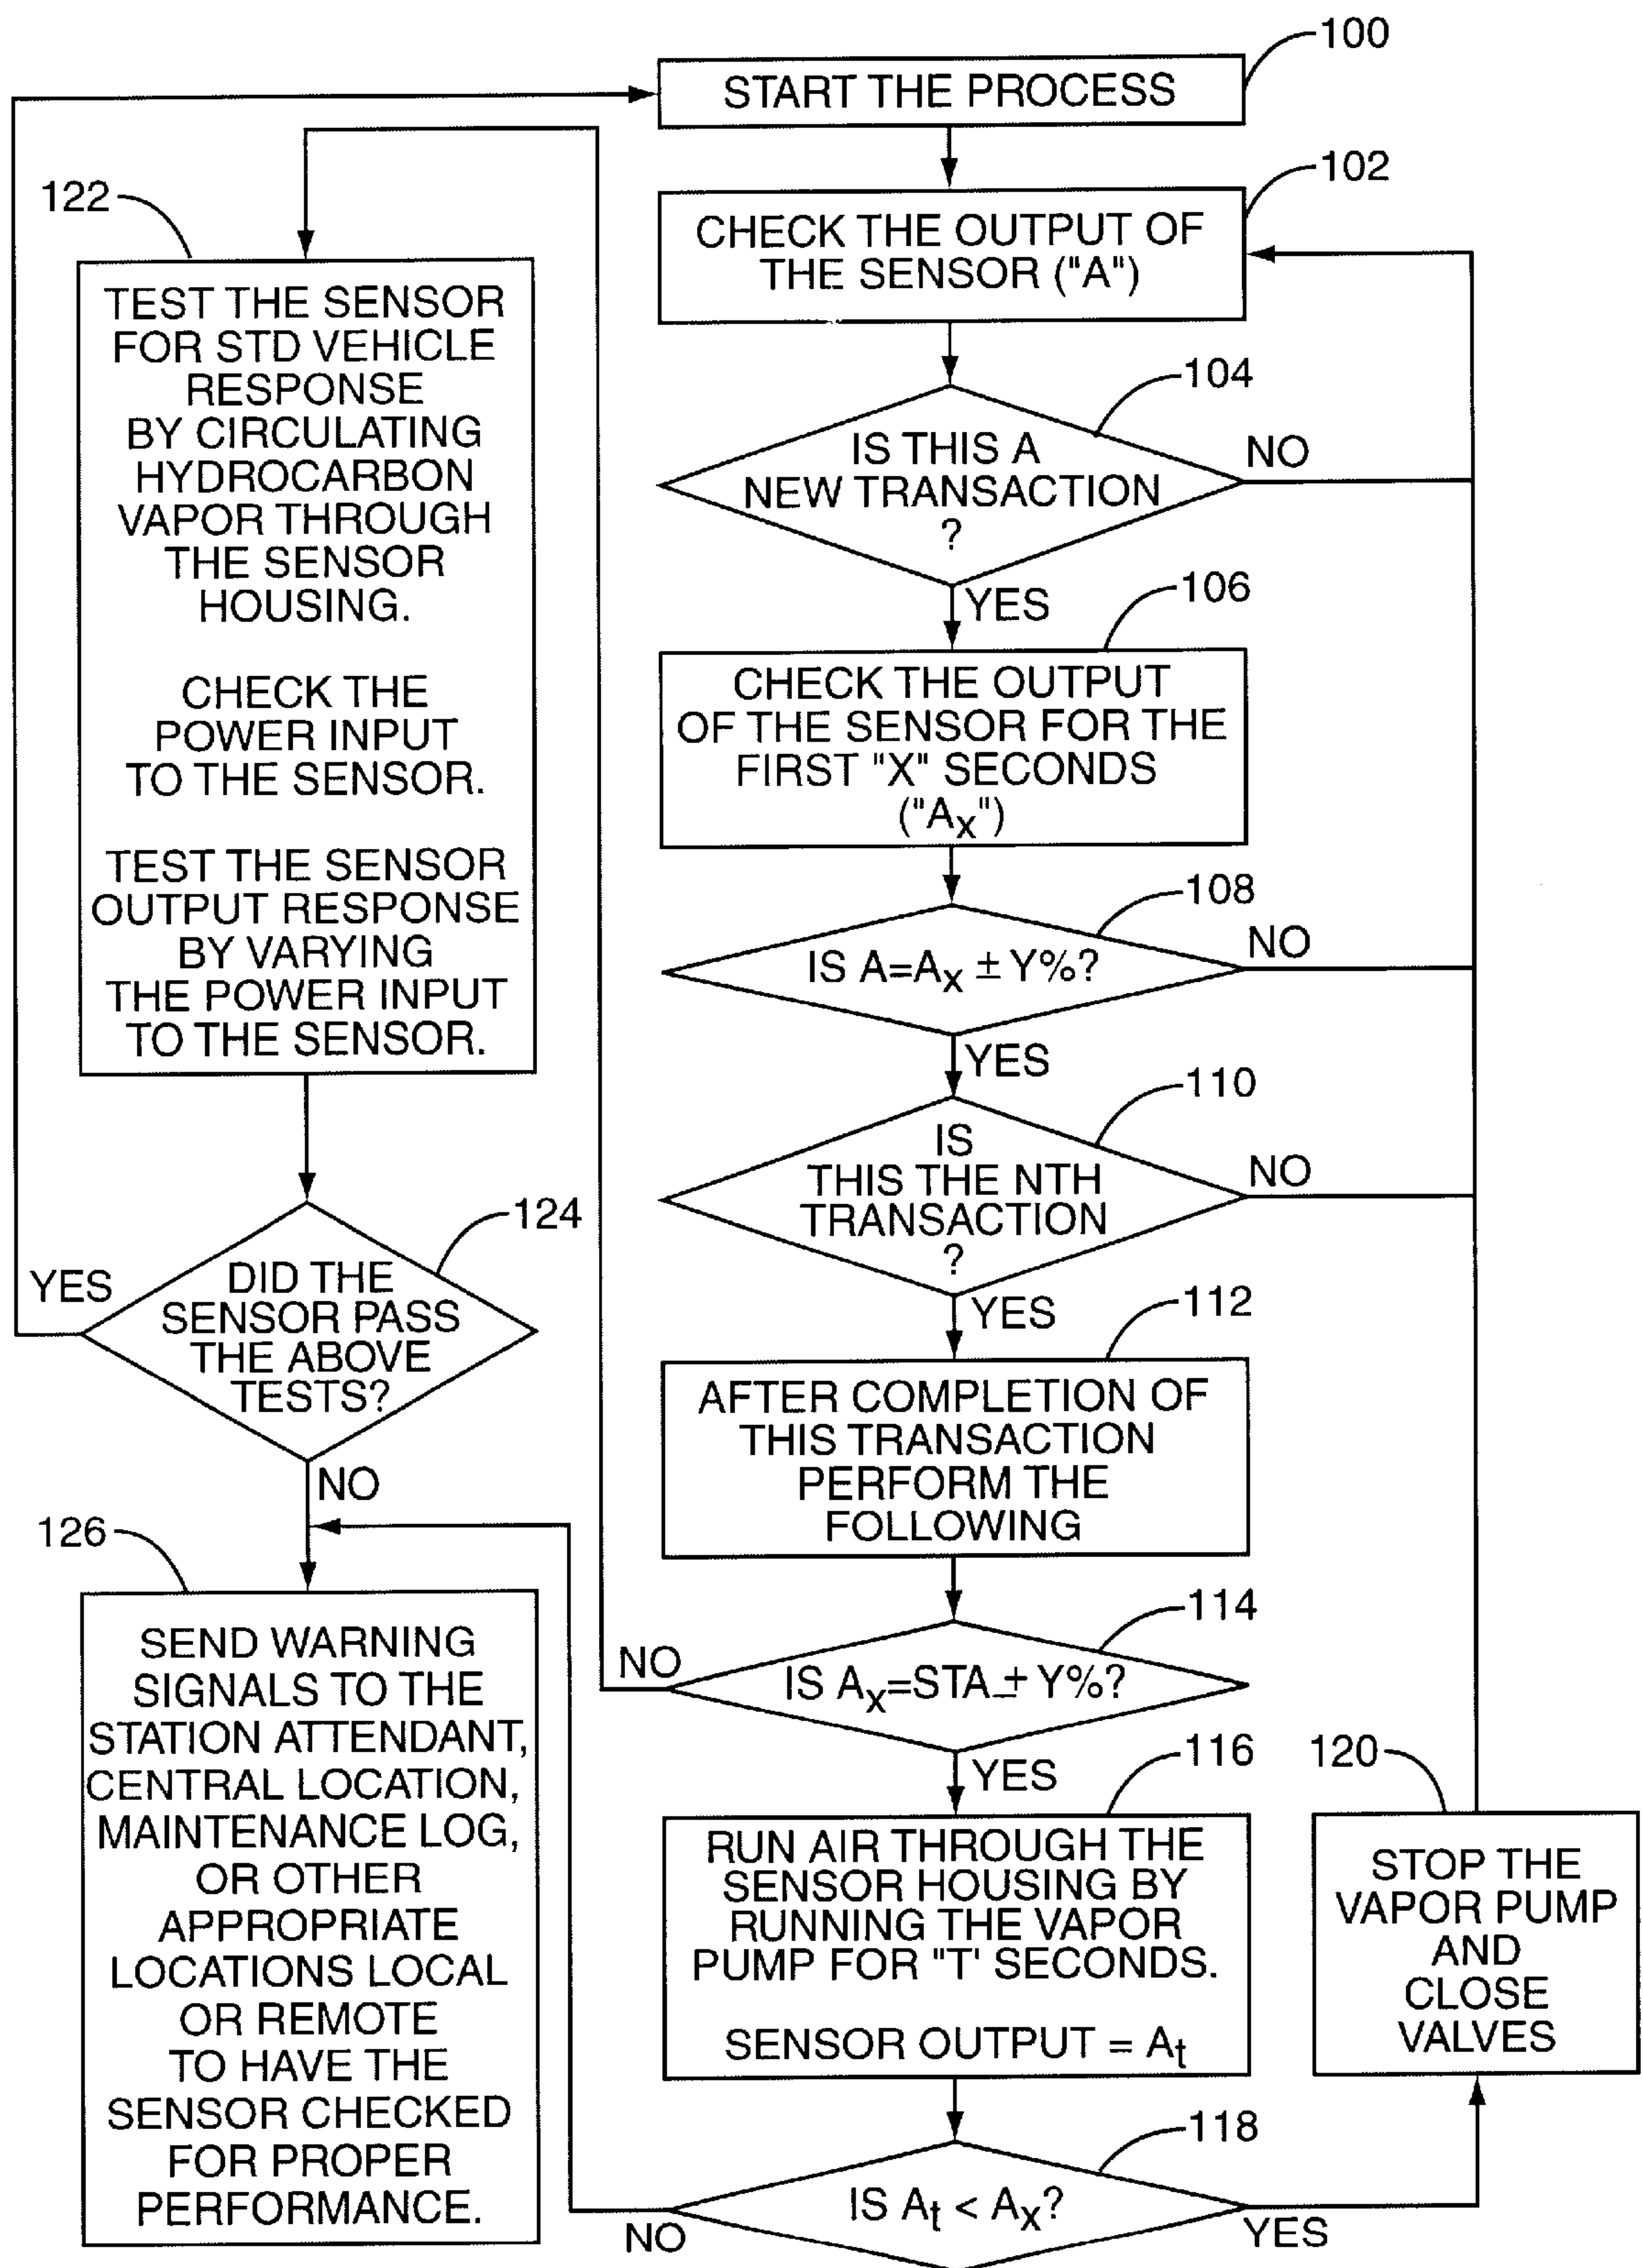 100
START THE PROCESS
102
CHECK THE OUTPUT OF
THE SENSOR ("A")
104
IS THIS A
NEW TRANSACTION
?
NO
YES
106
CHECK THE OUTPUT
OF THE SENSOR FOR THE
FIRST "X" SECONDS
("Ax")
108
IS A=Ax ± Y%?
NO
YES
110
IS
THIS THE NTH
TRANSACTION
?
NO
YES
112
AFTER COMPLETION OF
THIS TRANSACTION
PERFORM THE
FOLLOWING
114
IS Ax=STA ± Y%?
NO
YES
116
RUN AIR THROUGH THE
SENSOR HOUSING BY
RUNNING THE VAPOR
PUMP FOR "T' SECONDS.
SENSOR OUTPUT = At
118
IS At < Ax?
NO
YES
120
STOP THE
VAPOR PUMP
AND
CLOSE
VALVES
122
TEST THE SENSOR
FOR STD VEHICLE
RESPONSE
BY CIRCULATING
HYDROCARBON
VAPOR THROUGH
THE SENSOR
HOUSING.
CHECK THE
POWER INPUT
TO THE SENSOR.
TEST THE SENSOR
OUTPUT RESPONSE
BY VARYING
THE POWER INPUT
TO THE SENSOR.
124
DID THE
SENSOR PASS
THE ABOVE
TESTS?
YES
NO
126
SEND WARNING
SIGNALS TO THE
STATION ATTENDANT,
CENTRAL LOCATION,
MAINTENANCE LOG,
OR OTHER
APPROPRIATE
LOCATIONS LOCAL
OR REMOTE
TO HAVE THE
SENSOR CHECKED
FOR PROPER
PERFORMANCE.